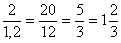 2/1,2 = 20/12 = 5/3 = 1 2/3